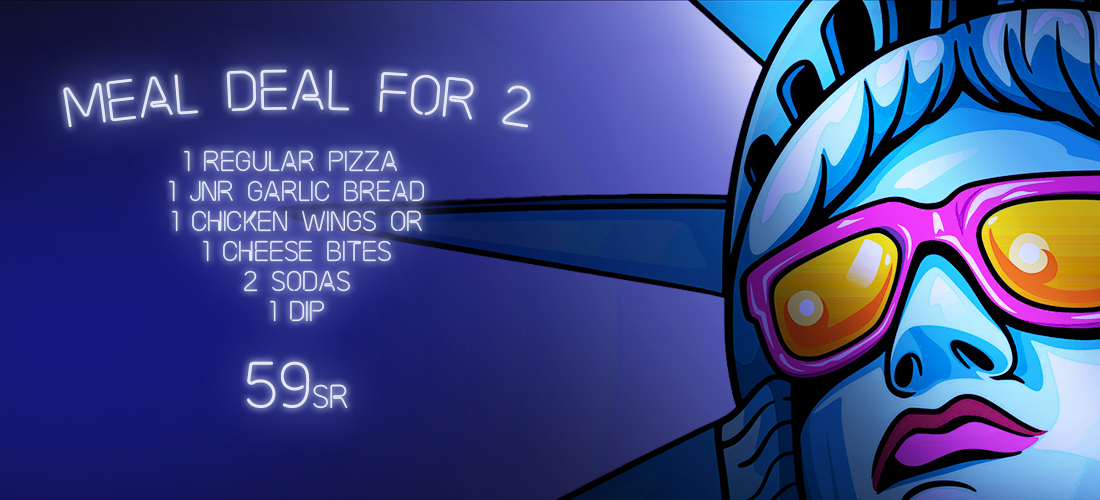 MEAL DEAL FOR 2
1 REGULAR PIZZA
1 JNR GARLIC BREAD
1 CHICKEN WINGS OR
1 CHEESE BITES
2 SODAS
1 DIP
59SR